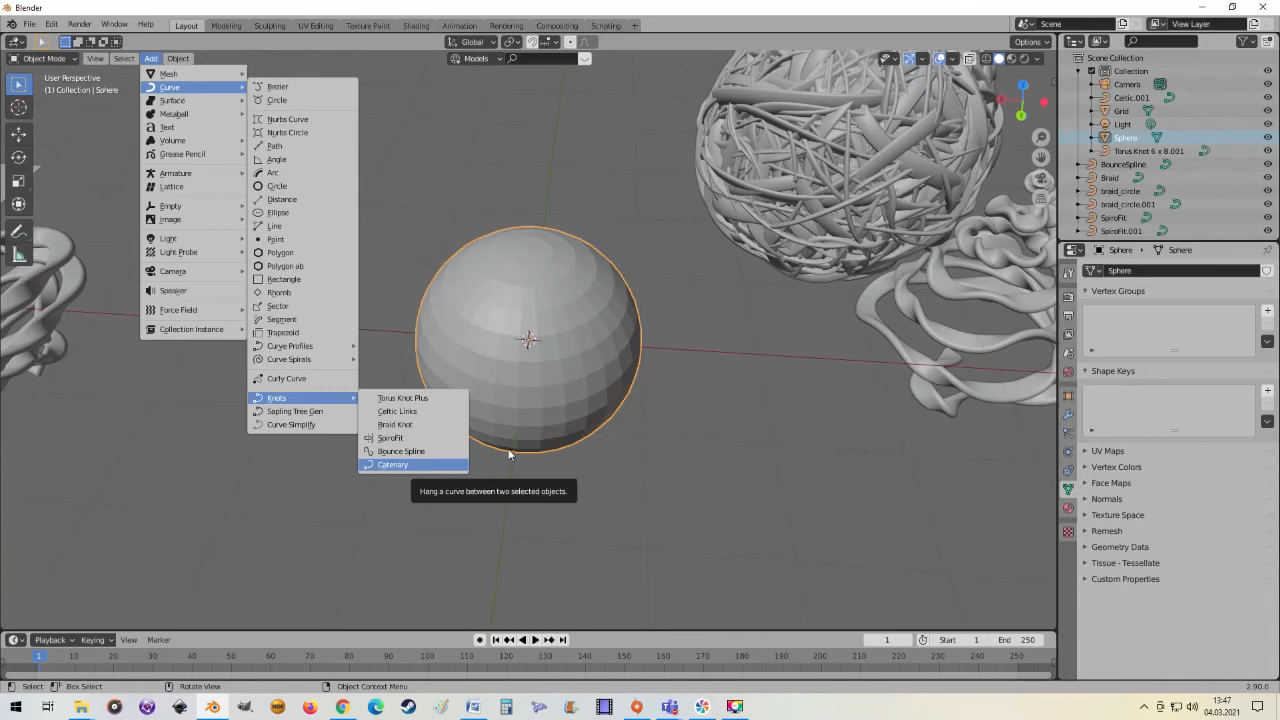 Blender
File Edit Render Window Help Layout Modeling Sculpting UV Editing Texture Paint Shading Animation Rendering Compositing Scripting + Scene View Layer
Global Options
Object Mode View Select Add Object Models
User Perspective
(1) Collection | Sphere
Mesh
Curve
Surface
Metaball
Text
Volume
Grease Pencil
Armature
Lattice
Empty
Image
Light
Light Probe
Camera
Speaker
Force Field
Collection Instance
Bezier
Circle
Nurbs Curve
Nurbs Circle
Path
Angle
Arc
Circle
Distance
Ellipse
Line
Point
Polygon
Polygon ab
Rectangle
Rhomb
Sector
Segment
Trapezoid
Curve Profiles
Curve Spirals
Curly Curve
Knots
Sapling Tree Gen
Curve Simplify
Torus Knot Plus
Celtic Links
Braid Knot
SpiroFit
Bounce Spline
Catenary
Hang a curve between two selected objects.
Scene Collection
Collection
Camera
Celtic.001
Grid
Light
Sphere
Torus Knot 6 x 8.001
BounceSpline
Braid
braid_circle
braid_circle.001
SpiroFit
SpiroFit.001
Sphere Sphere
Sphere
Vertex Groups
Shape Keys
UV Maps
Vertex Colors
Face Maps
Normals
Texture Space
Remesh
Geometry Data
Tissue - Tessellate
Custom Properties
Playback Keying View Marker 1 Start 1 End 250
1 10 20 30 40 50 60 70 80 90 100 110 120 130 140 150 160 170 180 190 200 210 220 230 240 250
Select Box Select Rotate View Object Context Menu 2.90.0
13:47
04.03.2021